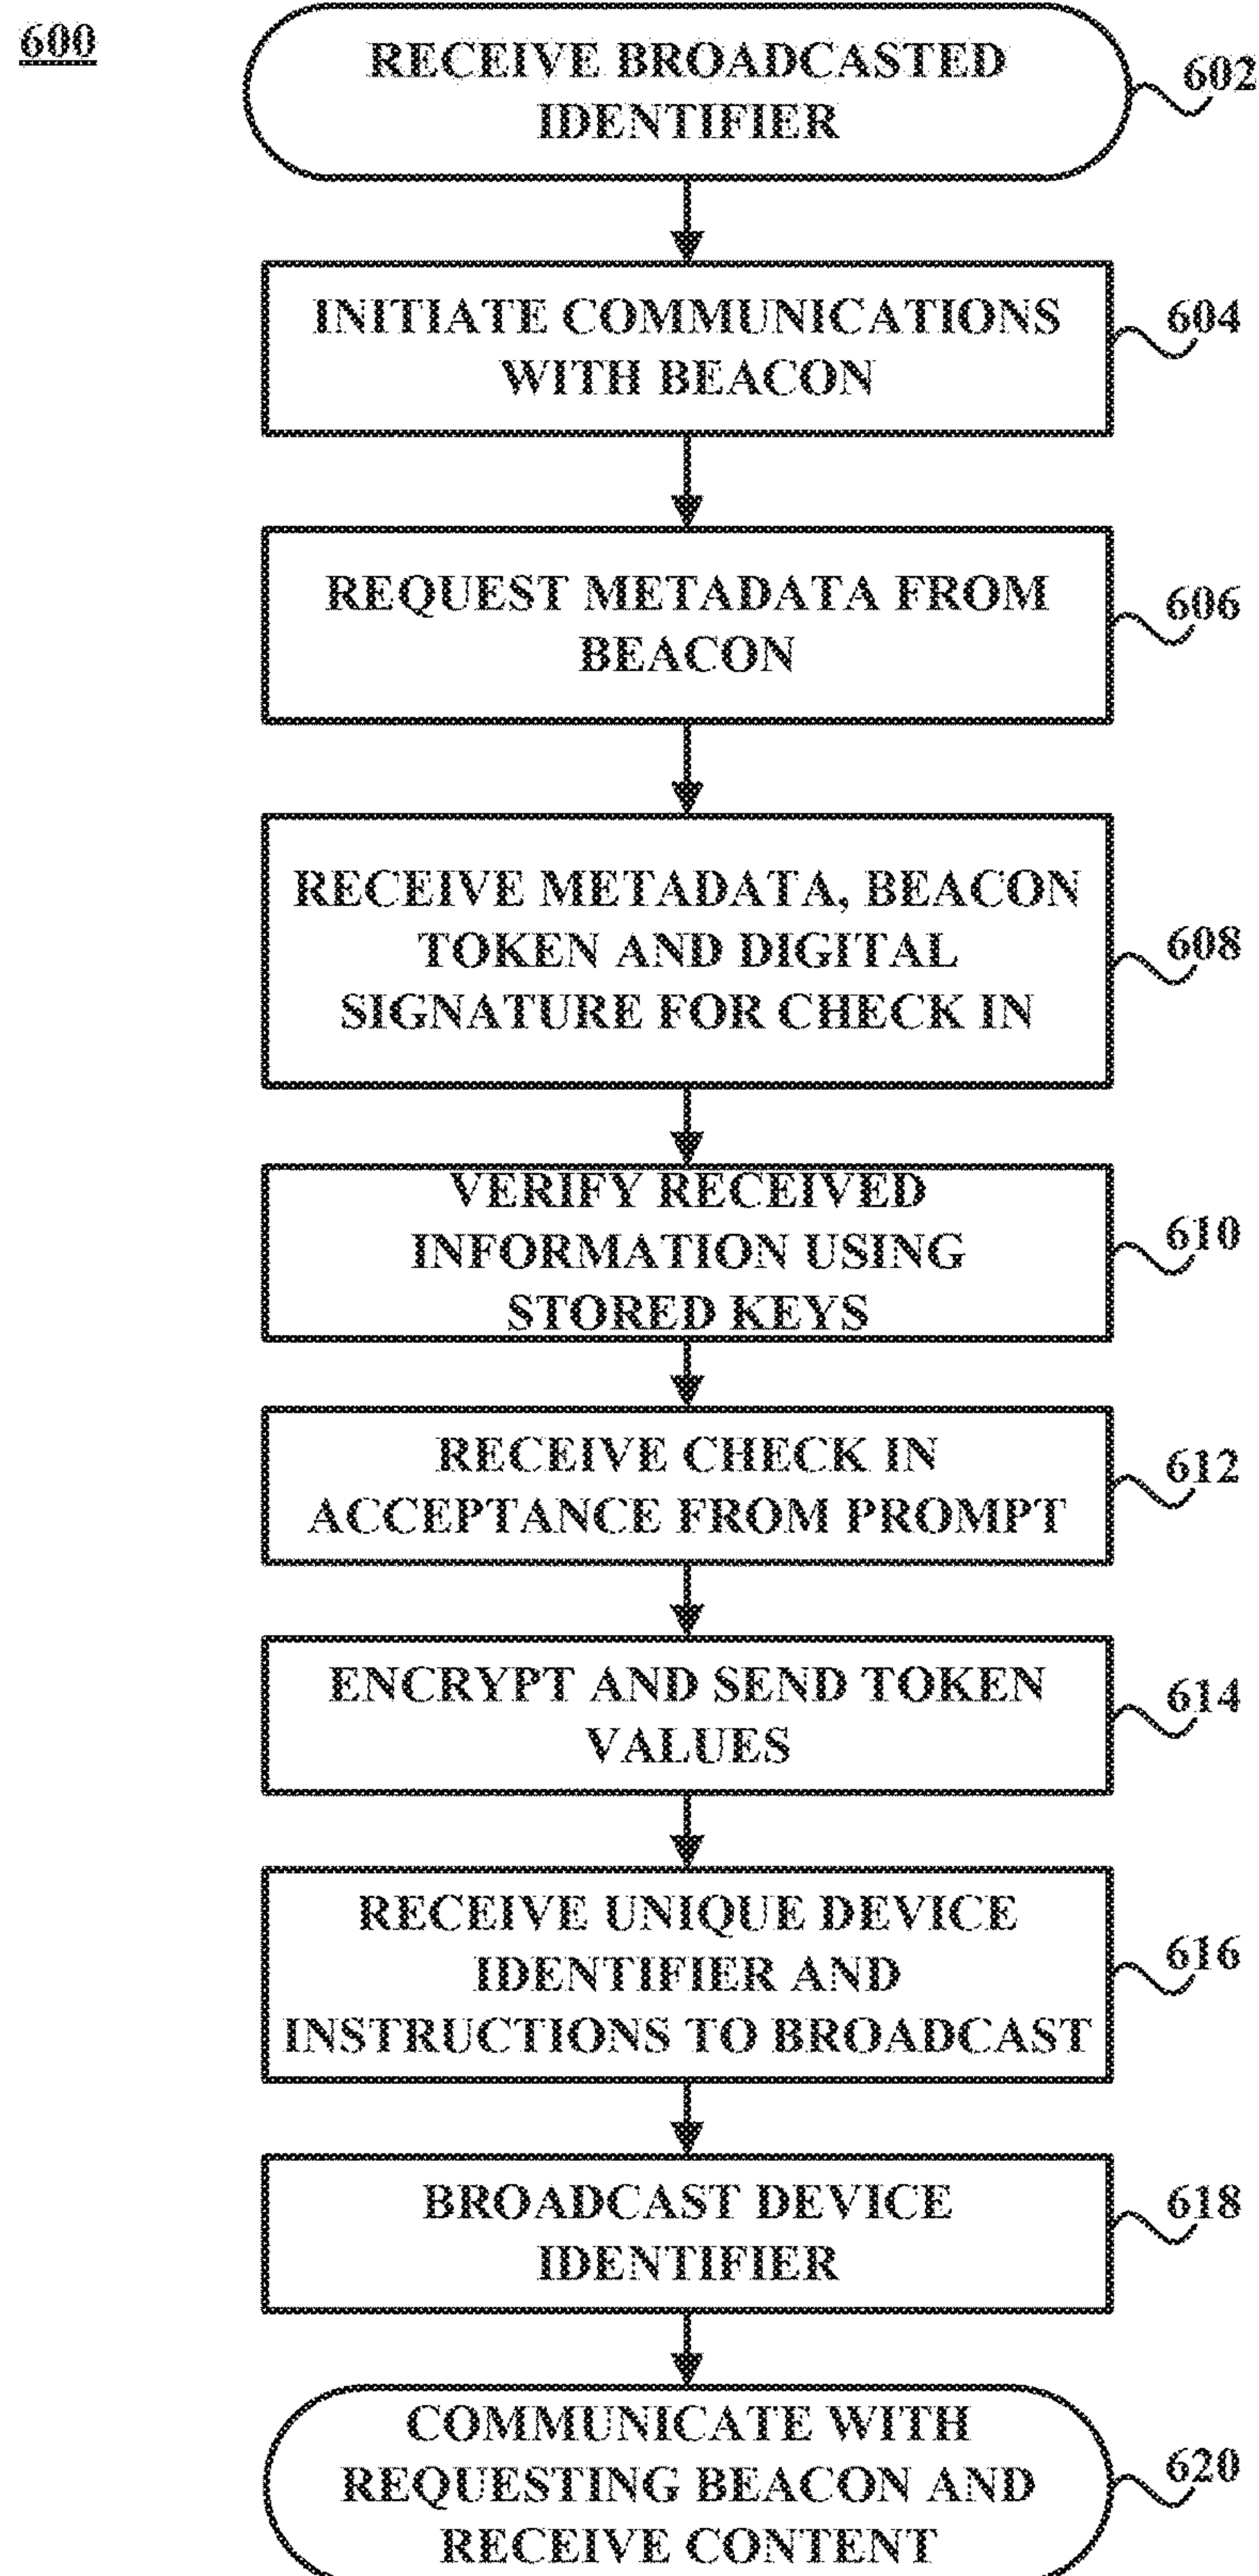 600
RECEIVE BROADCASTED
IDENTIFIER
602
INITIATE COMMUNICATIONS
WITH BEACON
604
REQUEST METADATA FROM
BEACON
606
RECEIVE METADATA, BEACON
TOKEN AND DIGITAL
SIGNATURE FOR CHECK IN
608
VERIFY RECEIVED
INFORMATION USING
STORED KEYS
610
RECEIVE CHECK IN
ACCEPTANCE FROM PROMPT
612
ENCRYPT AND SEND TOKEN
VALUES
614
RECEIVE UNIQUE DEVICE
IDENTIFIER AND
INSTRUCTIONS TO BROADCAST
616
BROADCAST DEVICE
IDENTIFIER
618
COMMUNICATE WITH
REQUESTING BEACON AND
RECEIVE CONTENT
620